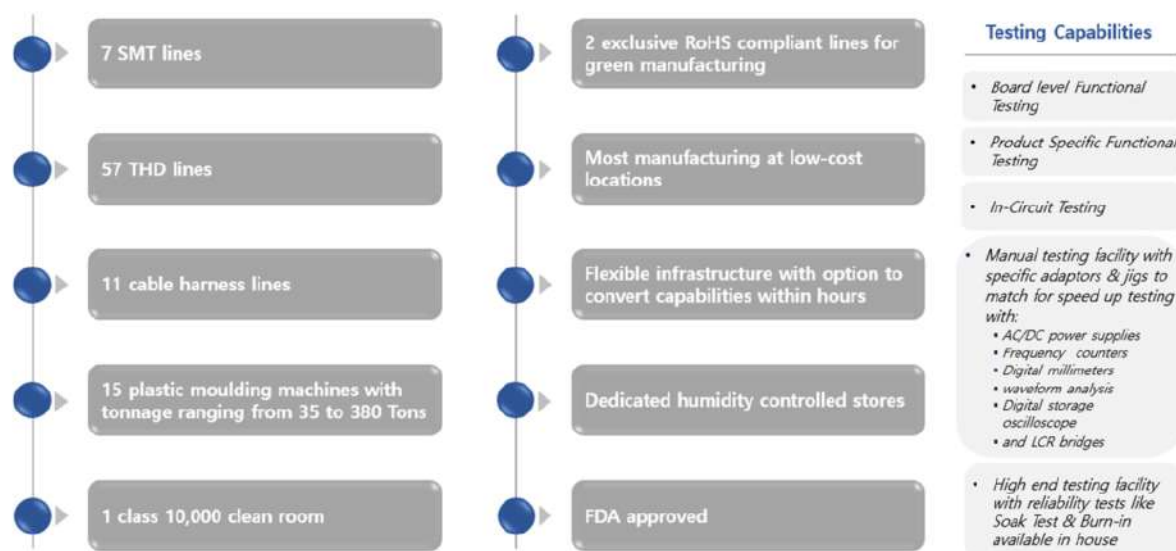 7 SMT lines
57 THD lines
11 cable harness lines
15 plastic moulding machines with
tonnage ranging from 35 to 380 Tons
1 class 10,000 clean room
2 exclusive RoHS compliant lines for
green manufacturing
Most manufacturing at low-cost
locations
Flexible infrastructure with option to
convert capabilities within hours
Dedicated humidity controlled stores
FDA approved
Testing Capabilities
• Board level Functional
Testing
• Product Specific Functional
Testing
• In-Circuit Testing
• Manual testing facility with
specific adaptors & jigs to
match for speed up testing
with:
• AC/DC power supplies
• Frequency counters
• Digital millimeters
• waveform analysis
• Digital storage
oscilloscope
• and LCR bridges
• High end testing facility
with reliability tests like
Soak Test & Burn-in
available in house